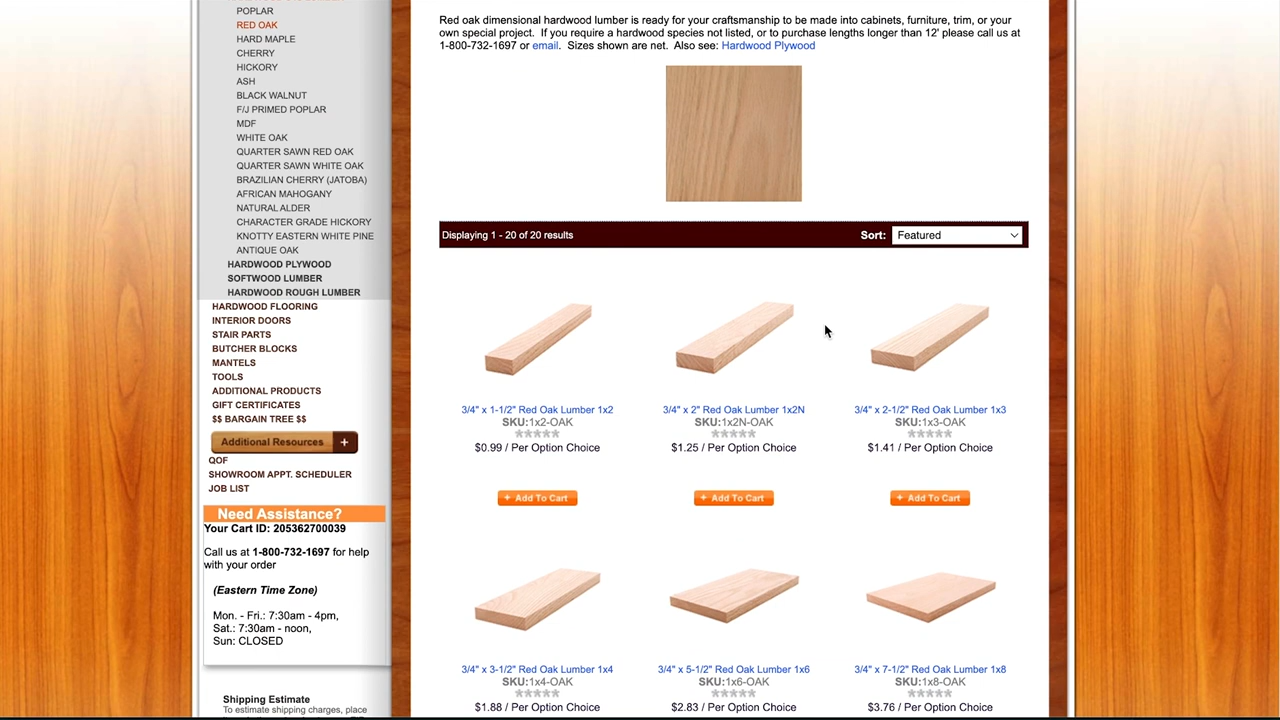 POPLAR
RED OAK
HARD MAPLE
CHERRY
HICKORY
ASH
BLACK WALNUT
F/J PRIMED POPLAR
MDF
WHITE OAK
QUARTER SAWN RED OAK
QUARTER SAWN WHITE OAK
BRAZILIAN CHERRY (JATOBA)
AFRICAN MAHOGANY
NATURAL ALDER
CHARACTER GRADE HICKORY
KNOTTY EASTERN WHITE PINE
ANTIQUE OAK
HARDWOOD PLYWOOD
SOFTWOOD LUMBER
HARDWOOD ROUGH LUMBER
HARDWOOD FLOORING
INTERIOR DOORS
STAIR PARTS
BUTCHER BLOCKS
MANTELS
TOOLS
ADDITIONAL PRODUCTS
GIFT CERTIFICATES
$$ BARGAIN TREE $$
Additional Resources +
QOF
SHOWROOM APPT. SCHEDULER
JOB LIST
Need Assistance?
Your Cart ID: 205362700039
Call us at 1-800-732-1697 for help
with your order
(Eastern Time Zone)
Mon. - Fri.: 7:30am - 4pm,
Sat.: 7:30am - noon,
Sun: CLOSED
Shipping Estimate
To estimate shipping charges, place
Red oak dimensional hardwood lumber is ready for your craftsmanship to be made into cabinets, furniture, trim, or your
own special project. If you require a hardwood species not listed, or to purchase lengths longer than 12' please call us at
1-800-732-1697 or email. Sizes shown are net. Also see: Hardwood Plywood
Displaying 1 - 20 of 20 results Sort: Featured
3/4" x 1-1/2" Red Oak Lumber 1x2
SKU:1x2-OAK
$0.99 / Per Option Choice
+ Add To Cart
3/4" x 2" Red Oak Lumber 1x2N
SKU:1x2N-OAK
$1.25 / Per Option Choice
+ Add To Cart
3/4" x 2-1/2" Red Oak Lumber 1x3
SKU:1x3-OAK
$1.41 / Per Option Choice
+ Add To Cart
3/4" x 3-1/2" Red Oak Lumber 1x4
SKU:1x4-OAK
$1.88 / Per Option Choice
3/4" x 5-1/2" Red Oak Lumber 1x6
SKU:1x6-OAK
$2.83 / Per Option Choice
3/4" x 7-1/2" Red Oak Lumber 1x8
SKU:1x8-OAK
$3.76 / Per Option Choice